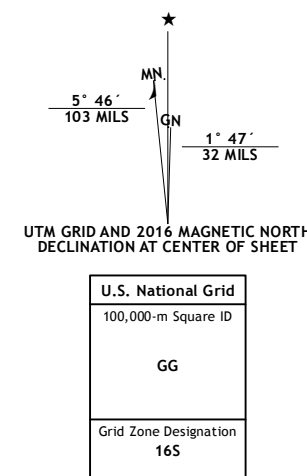 ★
MN.
5° 46´
103 MILS
GN
1° 47´
32 MILS
UTM GRID AND 2016 MAGNETIC NORTH
DECLINATION AT CENTER OF SHEET
U.S. National Grid
100,000-m Square ID
GG
Grid Zone Designation
16S